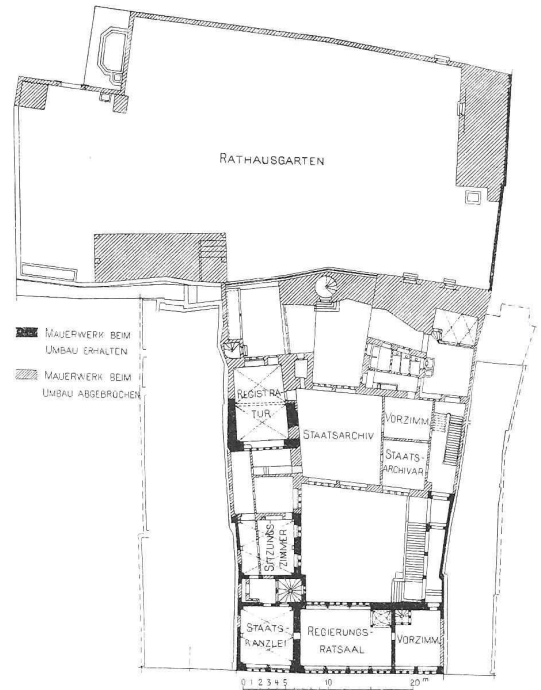 RATHAUSGARTEN
MAUERWERK BEIM
UMBAU ERHALTEN
MAUERWERK BEIM
UMBAU ABGEBROCHEN
REGISTRA
TUR
STAATSARCHIV
VORZIMM.
STAATS-
ARCHIVAR
SITZUNGS-
ZIMMER
STAATS-
KANZLEI
REGIERUNGS-
RATSAAL
VORZIMM.
0 1 2 3 4 5 10 20 m